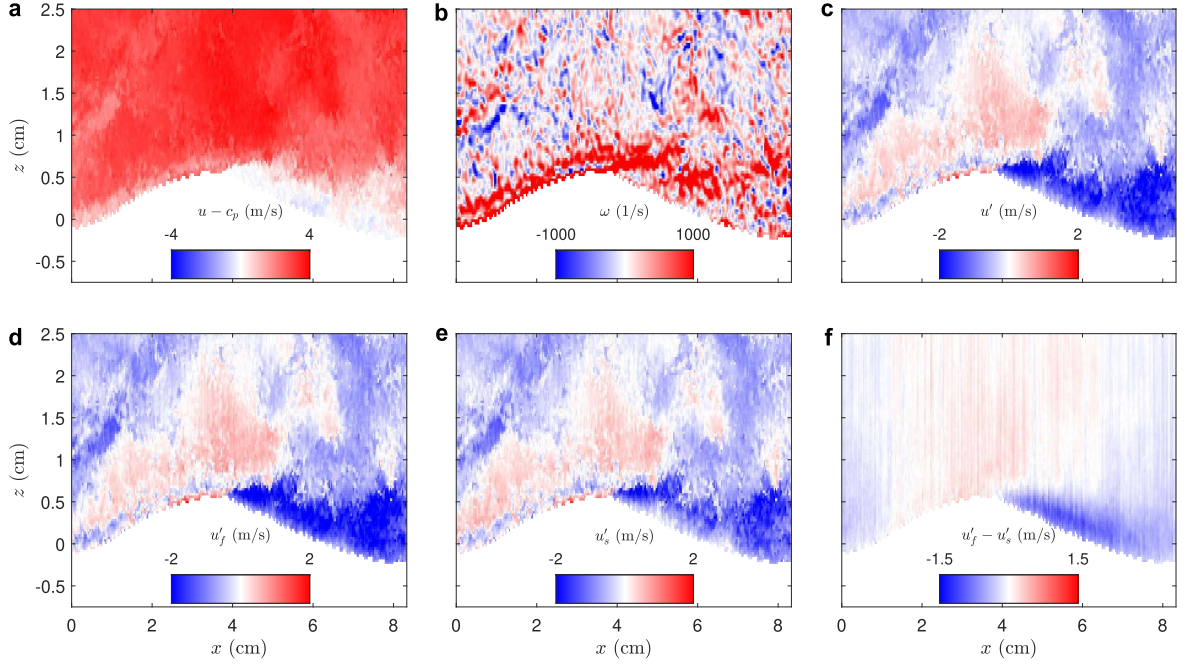 a
b
c
2.5
2
1.5
1
0.5
0
-0.5
z (cm)
u − c_p (m/s)
-4
4
ω (1/s)
-1000
1000
u′ (m/s)
-2
2
d
e
f
2.5
2
1.5
1
0.5
0
-0.5
z (cm)
u′_f (m/s)
-2
2
u′_s (m/s)
-2
2
u′_f − u′_s (m/s)
-1.5
1.5
0 2 4 6 8
0 2 4 6 8
0 2 4 6 8
x (cm)
x (cm)
x (cm)